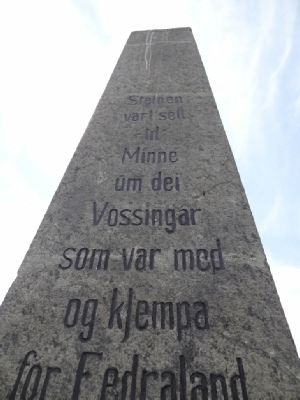 Steinen
vart sett
til
Minne
um dei
Vossingar
som var med
og kjempa
for Fedraland